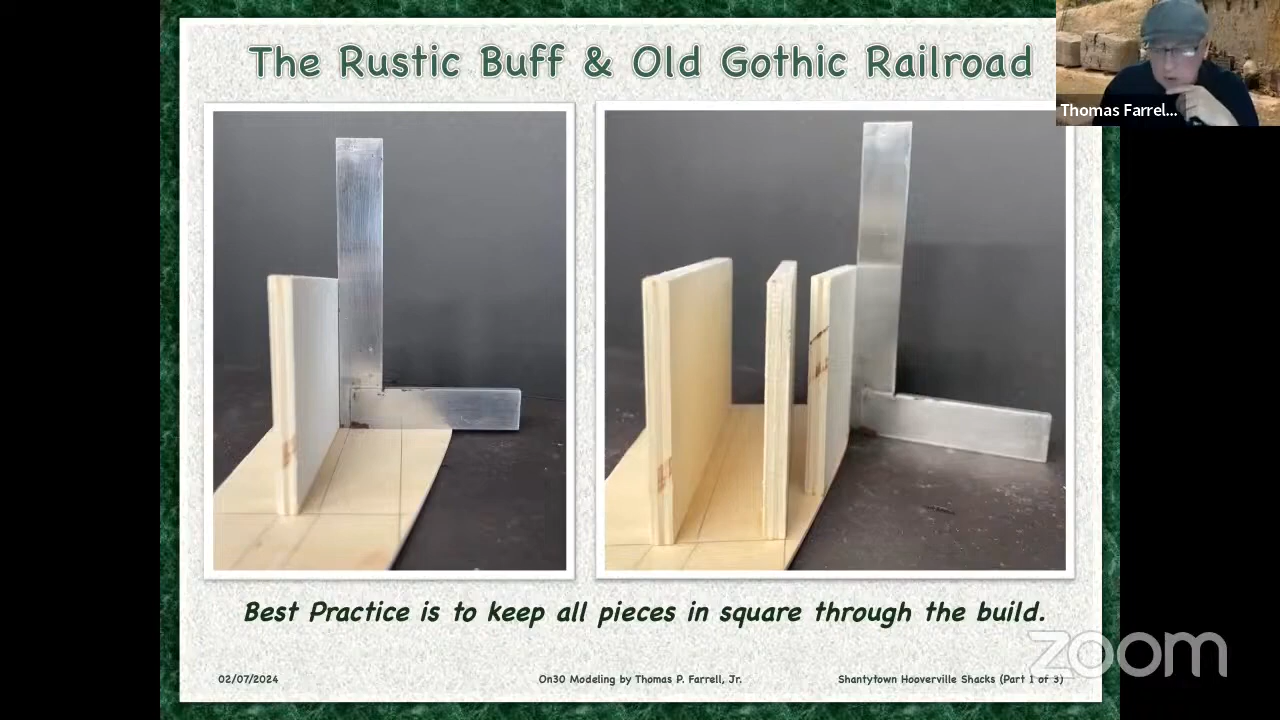 The Rustic Buff & Old Gothic Railroad
Thomas Farrel...
Best Practice is to keep all pieces in square through the build.
zoom
02/07/2024
On30 Modeling by Thomas P. Farrell, Jr.
Shantytown Hooverville Shacks (Part 1 of 3)